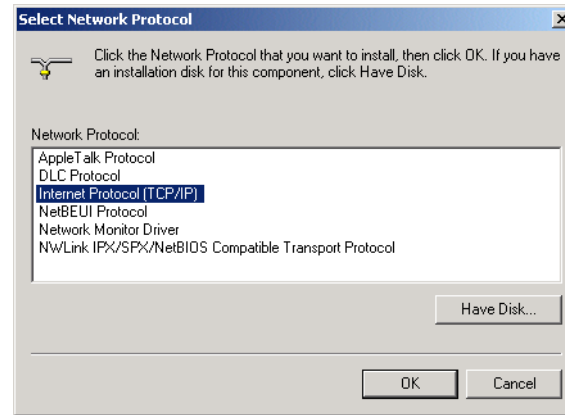 Select Network Protocol
Click the Network Protocol that you want to install, then click OK. If you have
an installation disk for this component, click Have Disk.
Network Protocol:
AppleTalk Protocol
DLC Protocol
Internet Protocol (TCP/IP)
NetBEUI Protocol
Network Monitor Driver
NWLink IPX/SPX/NetBIOS Compatible Transport Protocol
Have Disk...
OK
Cancel